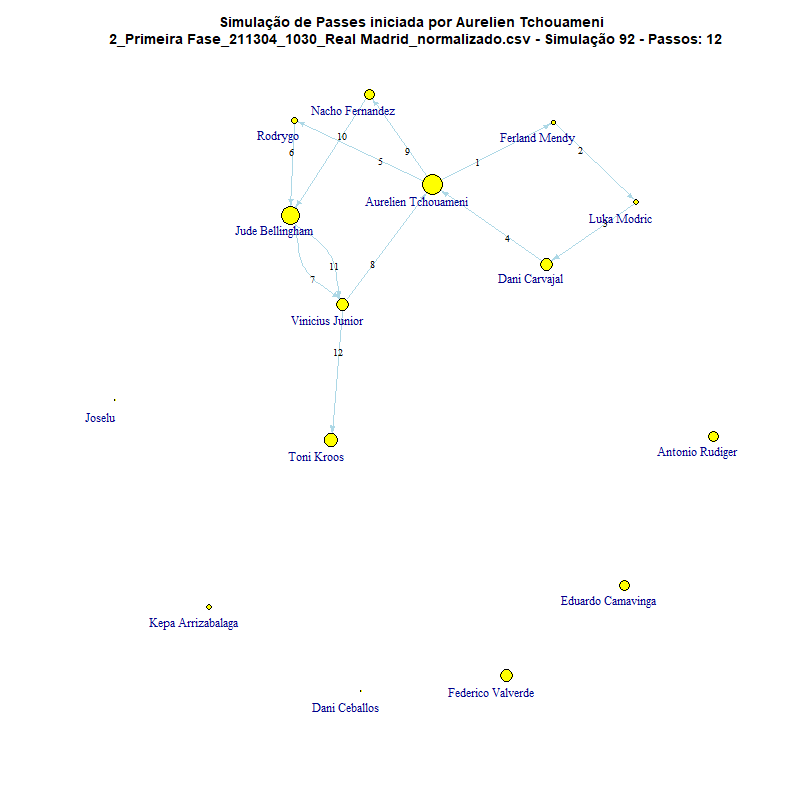 Simulação de Passes iniciada por Aurelien Tchouameni
2_Primeira Fase_211304_1030_Real Madrid_normalizado.csv - Simulação 92 - Passos: 12
Nacho Fernandez
Rodrygo
Ferland Mendy
10
9
6
5
1
2
Aurelien Tchouameni
Luka Modric
3
Jude Bellingham
4
11
8
7
Dani Carvajal
Vinicius Junior
12
Joselu
Toni Kroos
Antonio Rudiger
Eduardo Camavinga
Kepa Arrizabalaga
Federico Valverde
Dani Ceballos